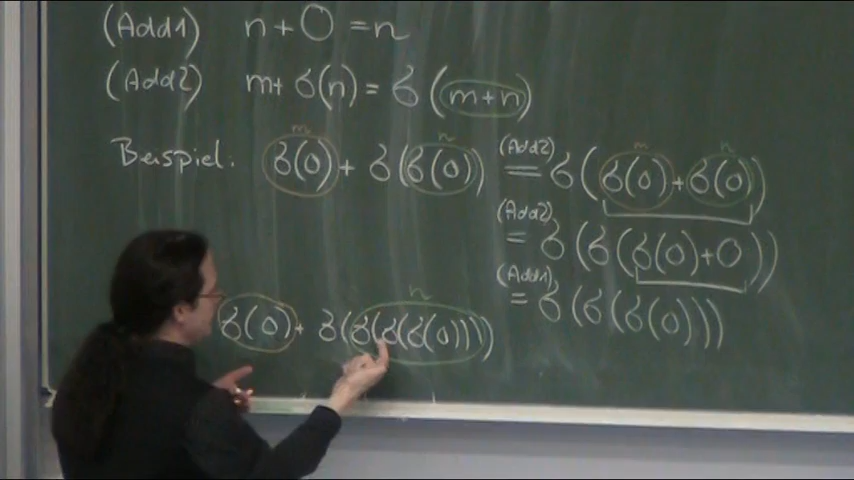 (Add1) n + 0 = n
(Add2) m + σ(n) = σ(m+n)
Beispiel: σ(0) + σ(σ(0)) (Add2) = σ(σ(0)+σ(0))
m n m n
(Add2) = σ(σ(σ(0)+0))
(Add1) = σ(σ(σ(0)))
n
σ(0) + σ(σ(σ(σ(0))))